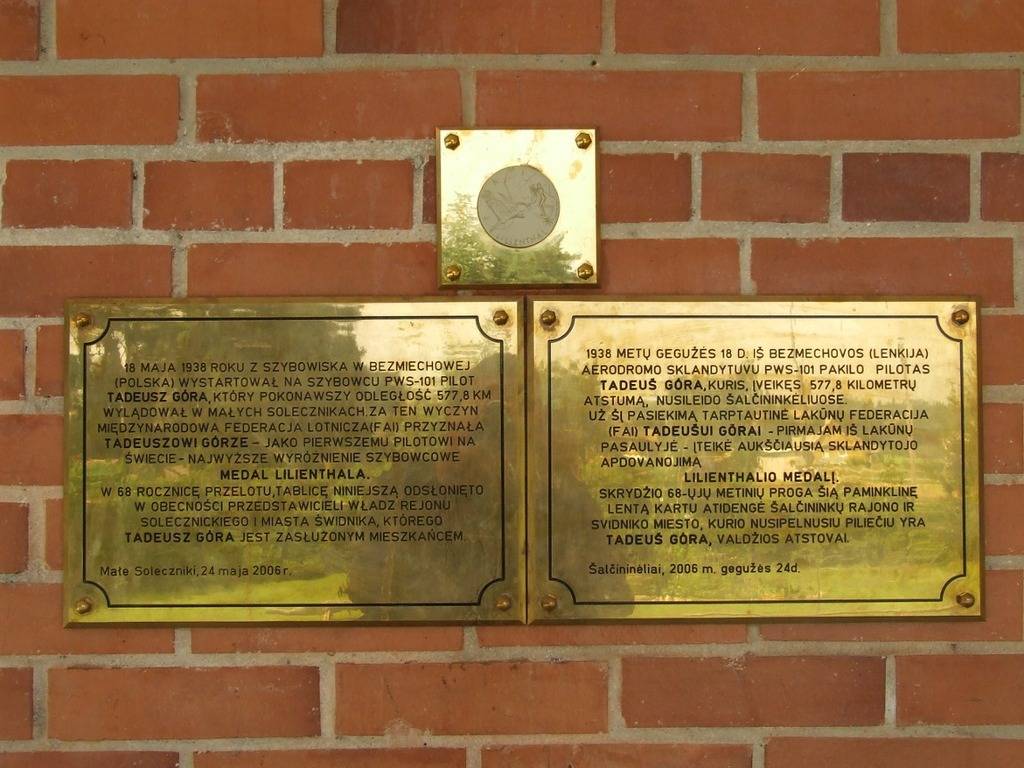 LILIENTHAL
18 MAJA 1938 ROKU Z SZYBOWISKA W BEZMIECHOWEJ
(POLSKA) WYSTARTOWAŁ NA SZYBOWCU PWS-101 PILOT
TADEUSZ GÓRA, KTÓRY POKONAWSZY ODLEGŁOŚĆ 577,8 KM
WYLĄDOWAŁ W MAŁYCH SOLECZNIKACH. ZA TEN WYCZYN
MIĘDZYNARODOWA FEDERACJA LOTNICZA(FAI) PRZYZNAŁA
TADEUSZOWI GÓRZE – JAKO PIERWSZEMU PILOTOWI NA
ŚWIECIE – NAJWYŻSZE WYRÓŻNIENIE SZYBOWCOWE
MEDAL LILIENTHALA.
W 68 ROCZNICĘ PRZELOTU, TABLICĘ NINIEJSZĄ ODSŁONIĘTO
W OBECNOŚCI PRZEDSTAWICIELI WŁADZ REJONU
SOLECZNICKIEGO I MIASTA ŚWIDNIKA, KTÓREGO
TADEUSZ GÓRA JEST ZASŁUŻONYM MIESZKAŃCEM.
Małe Soleczniki, 24 maja 2006 r.
1938 METŲ GEGUŽĖS 18 D. IŠ BEZMECHOVOS (LENKIJA)
AERODROMO SKLANDYTUVU PWS-101 PAKILO PILOTAS
TADEUŠ GÓRA, KURIS, ĮVEIKĘS 577,8 KILOMETRŲ
ATSTUMĄ, NUSILEIDO ŠALČININKĖLIUOSE.
UŽ ŠĮ PASIEKIMĄ TARPTAUTINĖ LAKŪNŲ FEDERACIJA
(FAI) TADEUŠUI GÓRAI - PIRMAJAM IŠ LAKŪNŲ
PASAULYJĖ - ĮTEIKĖ AUKŠČIAUSIĄ SKLANDYTOJO
APDOVANOJIMĄ
LILIENTHALIO MEDALĮ.
SKRYDŽIO 68-ŲJŲ METINIŲ PROGA ŠIĄ PAMINKLINĘ
LENTĄ KARTU ATIDENGĖ ŠALČININKŲ RAJONO IR
SVIDNIKO MIESTO, KURIO NUSIPELNUSIU PILIEČIU YRA
TADEUŠ GÓRA, VALDŽIOS ATSTOVAI.
Šalčininėliai, 2006 m. gegužės 24d.